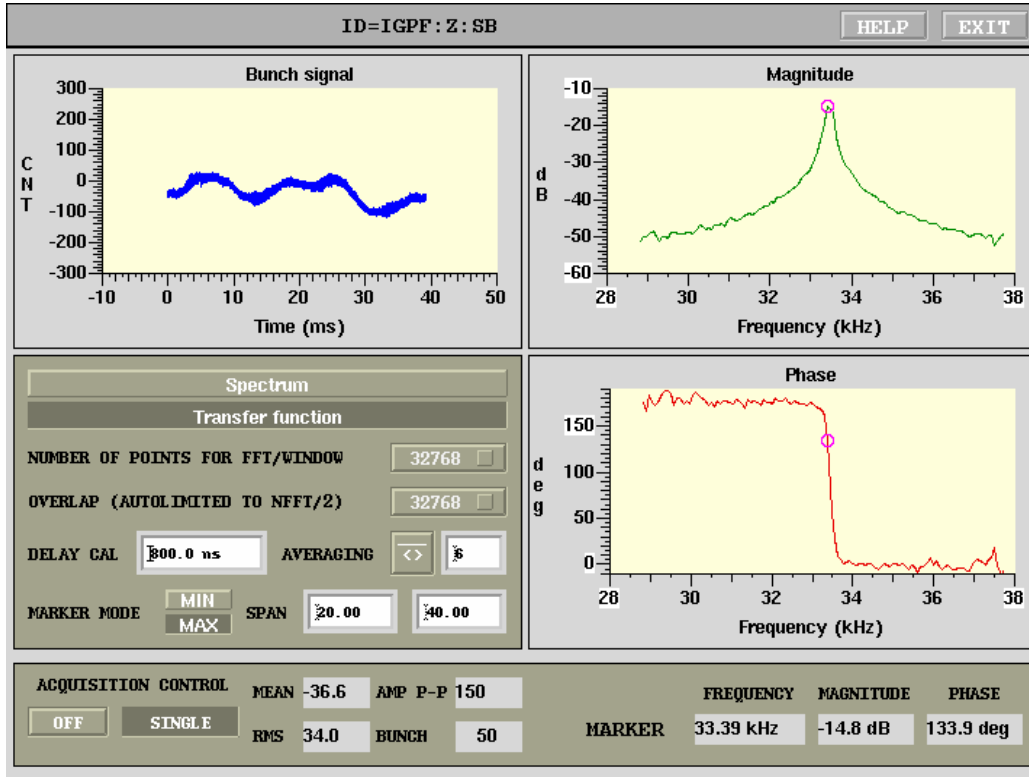 ID=IGPF:Z:SB
HELP
EXIT
Bunch signal
300
200
100
0
-100
-200
-300
C
N
T
-10 0 10 20 30 40 50
Time (ms)
Magnitude
-10
-20
-30
-40
-50
-60
d
B
28 30 32 34 36 38
Frequency (kHz)
Spectrum
Transfer function
NUMBER OF POINTS FOR FFT/WINDOW 32768
OVERLAP (AUTOLIMITED TO NFFT/2) 32768
DELAY CAL 800.0 ns AVERAGING <> 6
MARKER MODE MIN MAX SPAN 20.00 40.00
Phase
150
100
50
0
d
e
g
28 30 32 34 36 38
Frequency (kHz)
ACQUISITION CONTROL
OFF SINGLE
MEAN -36.6 AMP P-P 150
RMS 34.0 BUNCH 50
FREQUENCY MAGNITUDE PHASE
MARKER 33.39 kHz -14.8 dB 133.9 deg